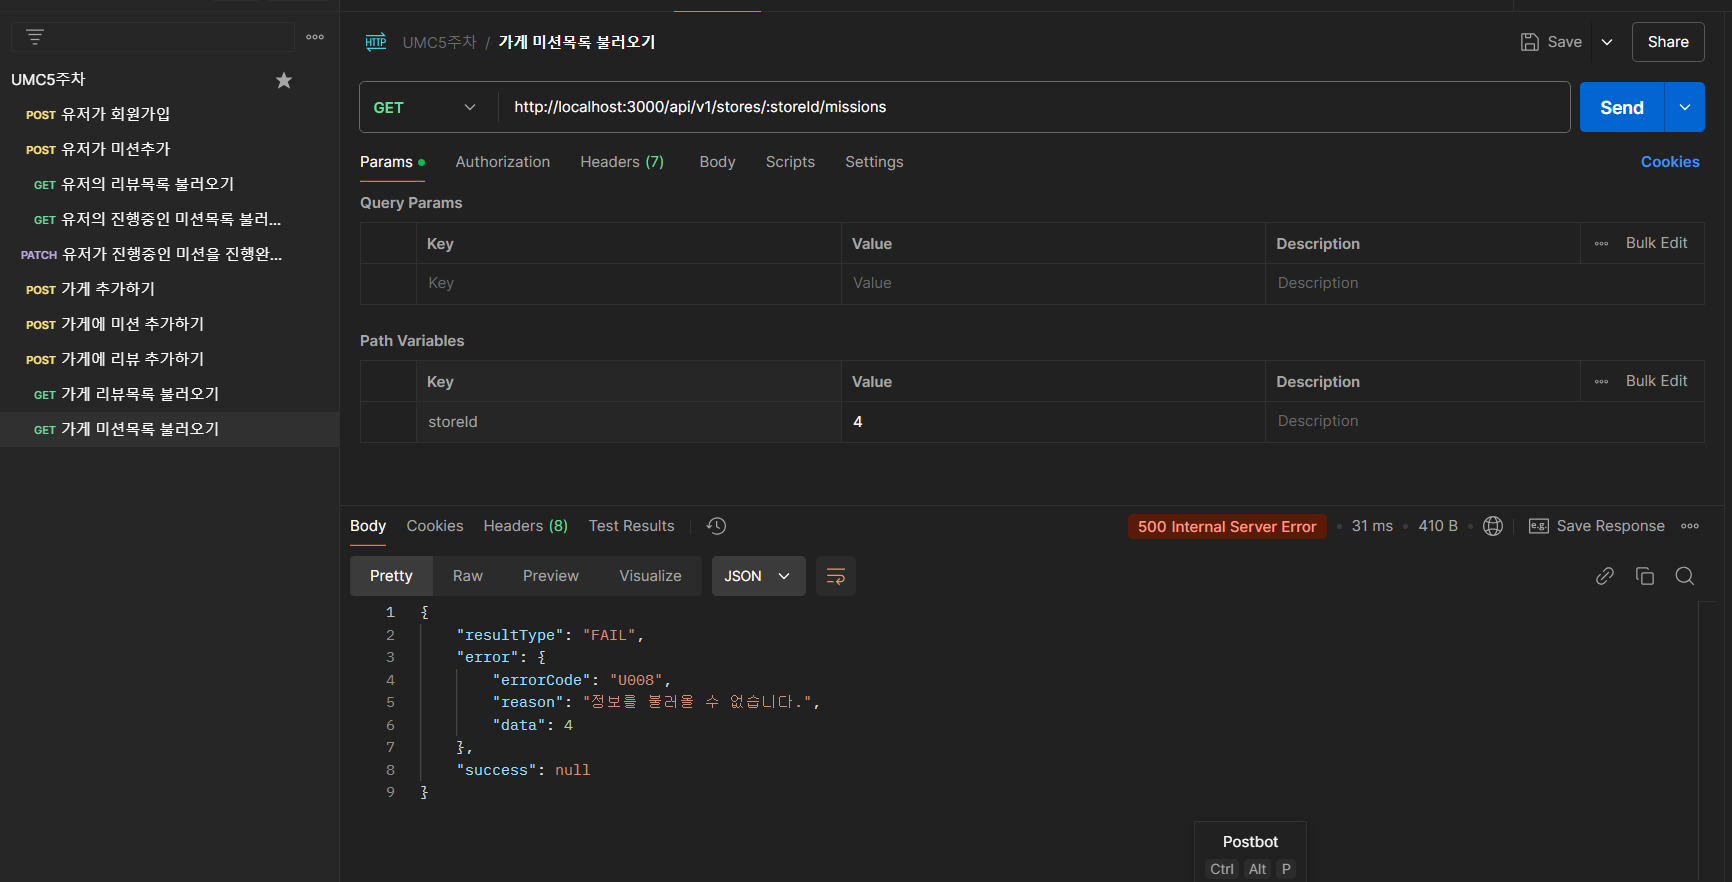 UMC5주차
POST 유저가 회원가입
POST 유저가 미션추가
GET 유저의 리뷰목록 불러오기
GET 유저의 진행중인 미션목록 불러...
PATCH 유저가 진행중인 미션을 진행완...
POST 가게 추가하기
POST 가게에 미션 추가하기
POST 가게에 리뷰 추가하기
GET 가게 리뷰목록 불러오기
GET 가게 미션목록 불러오기
HTTP UMC5주차 / 가게 미션목록 불러오기
Save Share
GET http://localhost:3000/api/v1/stores/:storeId/missions Send
Params Authorization Headers (7) Body Scripts Settings Cookies
Query Params
Key Value Description Bulk Edit
Key Value Description
Path Variables
Key Value Description Bulk Edit
storeId 4 Description
Body Cookies Headers (8) Test Results 500 Internal Server Error 31 ms 410 B e.g. Save Response
Pretty Raw Preview Visualize JSON
1 {
2 "resultType": "FAIL",
3 "error": {
4 "errorCode": "U008",
5 "reason": "정보를 불러올 수 없습니다.",
6 "data": 4
7 },
8 "success": null
9 }
Postbot
Ctrl Alt P